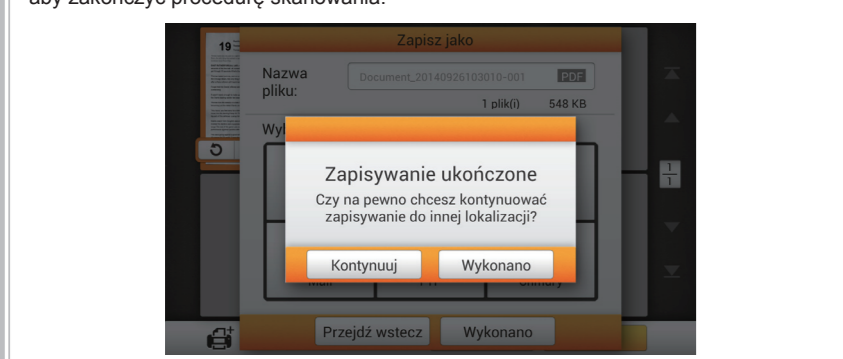 aby zakończyć procedurę skanowania.
19
Zapisz jako
Nazwa
pliku:
Document_20140926103010-001 PDF
1 plik(i) 548 KB
Zapisywanie ukończone
Czy na pewno chcesz kontynuować
zapisywanie do innej lokalizacji?
Kontynuuj Wykonano
Przejdź wstecz Wykonano
1
1